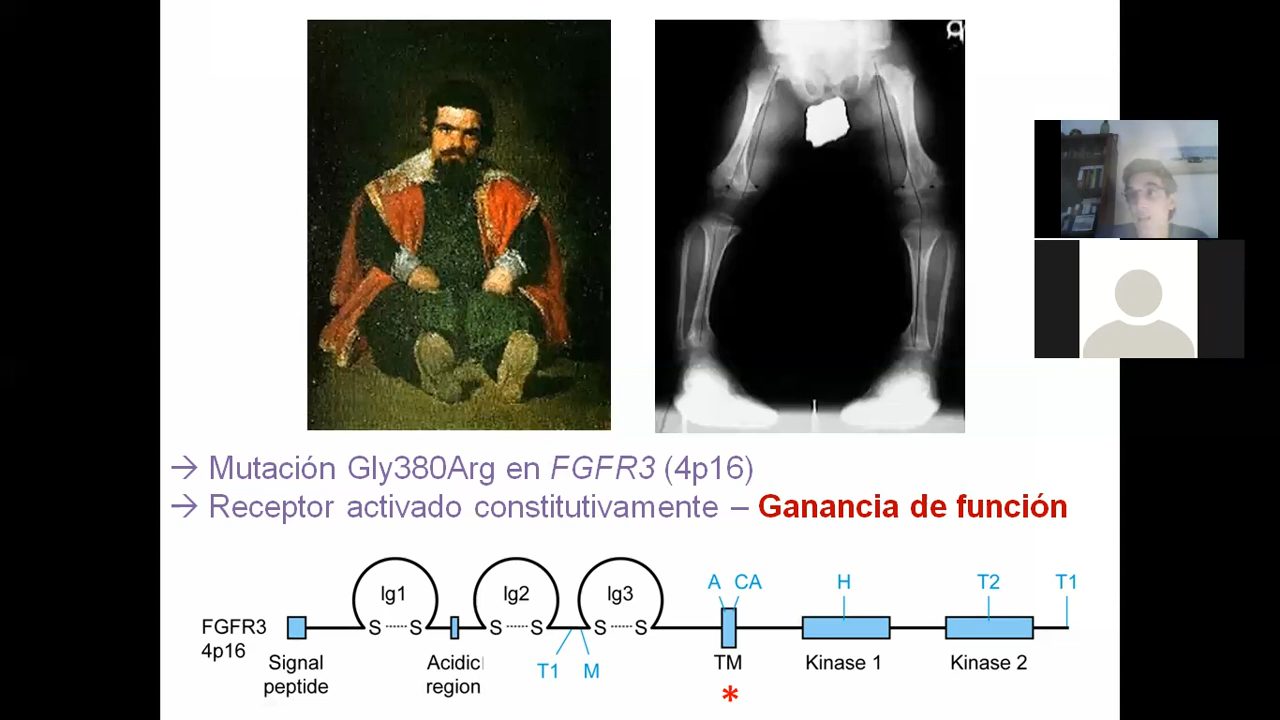 → Mutación Gly380Arg en FGFR3 (4p16)
→ Receptor activado constitutivamente – Ganancia de función
A CA H T2 T1
Ig1 Ig2 Ig3
FGFR3
4p16
S S S S S S
Signal
peptide
Acidic
region
T1 M
TM
Kinase 1
Kinase 2
*